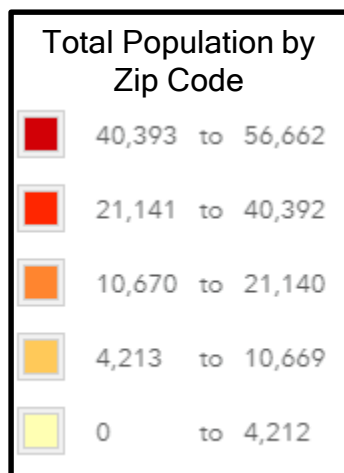 Total Population by
Zip Code
40,393 to 56,662
21,141 to 40,392
10,670 to 21,140
4,213 to 10,669
0 to 4,212